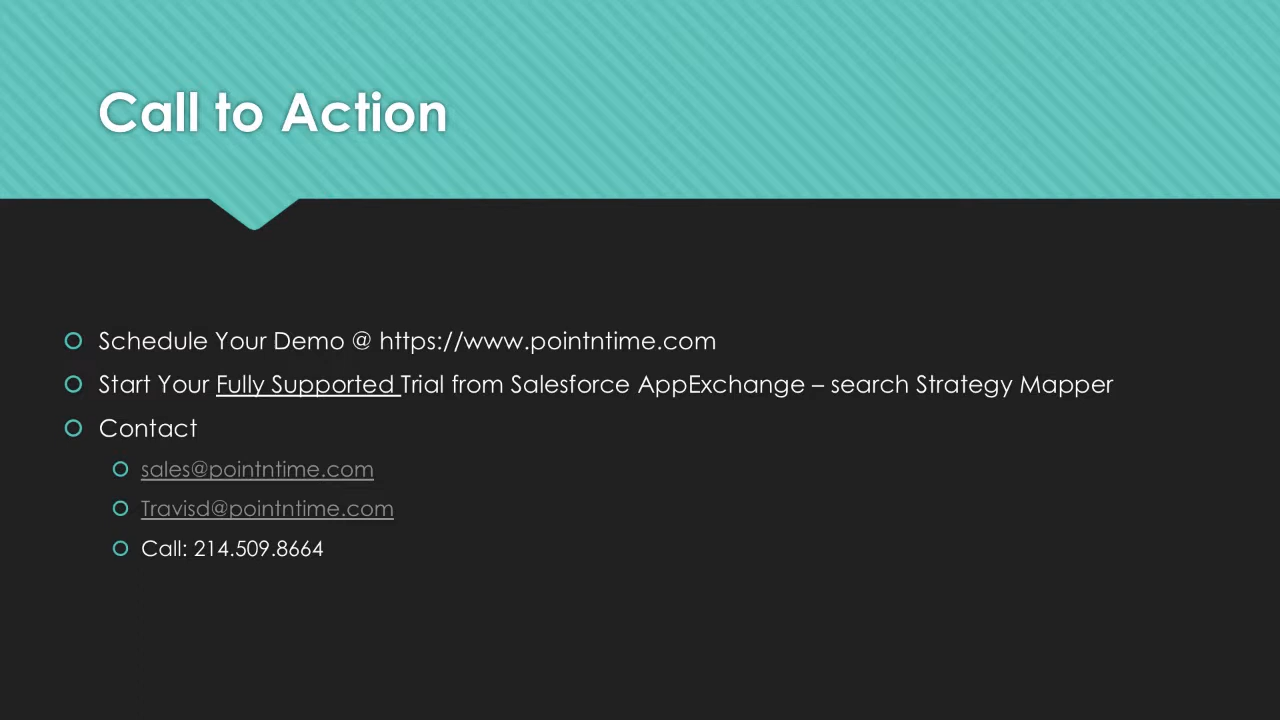 Call to Action
Schedule Your Demo @ https://www.pointntime.com
Start Your Fully Supported Trial from Salesforce AppExchange – search Strategy Mapper
Contact
sales@pointntime.com
Travisd@pointntime.com
Call: 214.509.8664